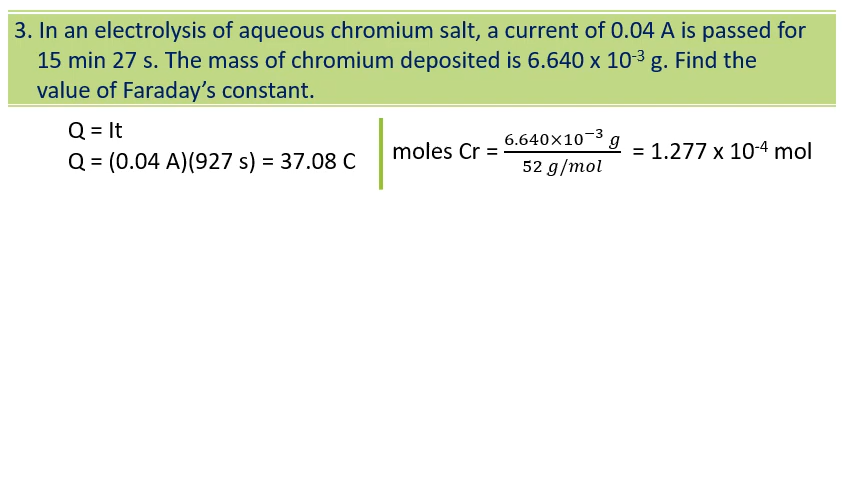 3. In an electrolysis of aqueous chromium salt, a current of 0.04 A is passed for
15 min 27 s. The mass of chromium deposited is 6.640 x 10⁻³ g. Find the
value of Faraday’s constant.
Q = It
Q = (0.04 A)(927 s) = 37.08 C
moles Cr = 6.640×10⁻³ g / 52 g/mol = 1.277 x 10⁻⁴ mol